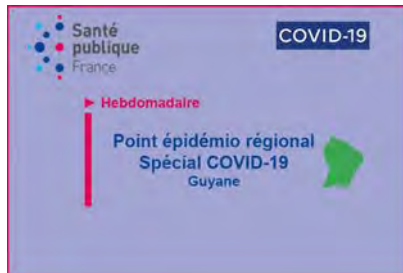 Santé
publique
France
COVID-19
► Hebdomadaire
Point épidémio régional
Spécial COVID-19
Guyane